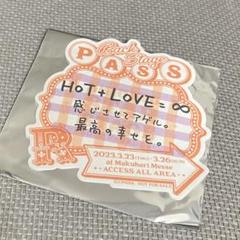 Back Stage
PASS
HOT+LOVE=∞
感じさせてアゲル。
最高の幸せを。
2023.3.23(THU)-3.26(SUN)
at Makuhari Messe
ACCESS ALL AREA